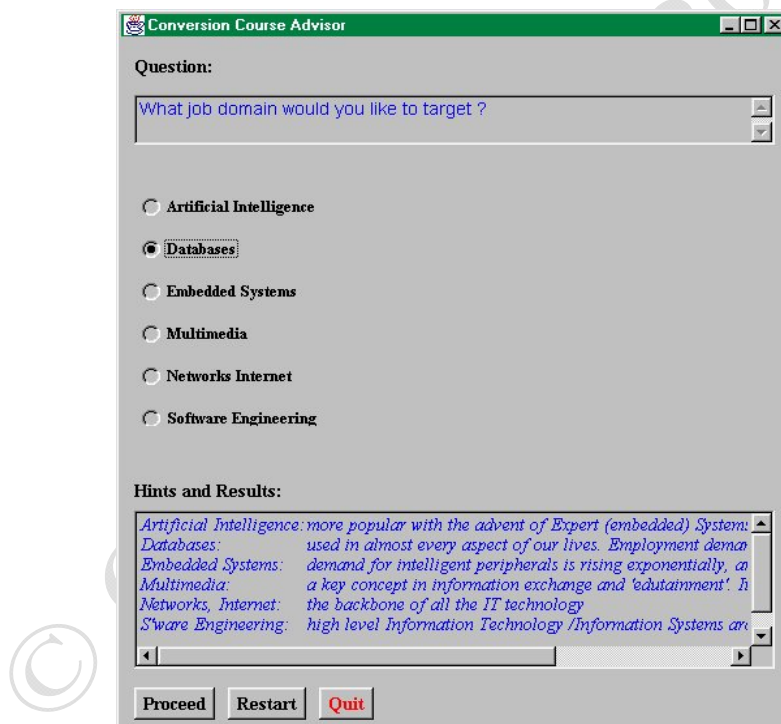 Conversion Course Advisor
Question:
What job domain would you like to target ?
Artificial Intelligence
Databases
Embedded Systems
Multimedia
Networks Internet
Software Engineering
Hints and Results:
Artificial Intelligence: more popular with the advent of Expert (embedded) Systems
Databases: used in almost every aspect of our lives. Employment deman
Embedded Systems: demand for intelligent peripherals is rising exponentially, an
Multimedia: a key concept in information exchange and 'edutainment'. I
Networks, Internet: the backbone of all the IT technology
S'ware Engineering: high level Information Technology /Information Systems are
Proceed Restart Quit
©